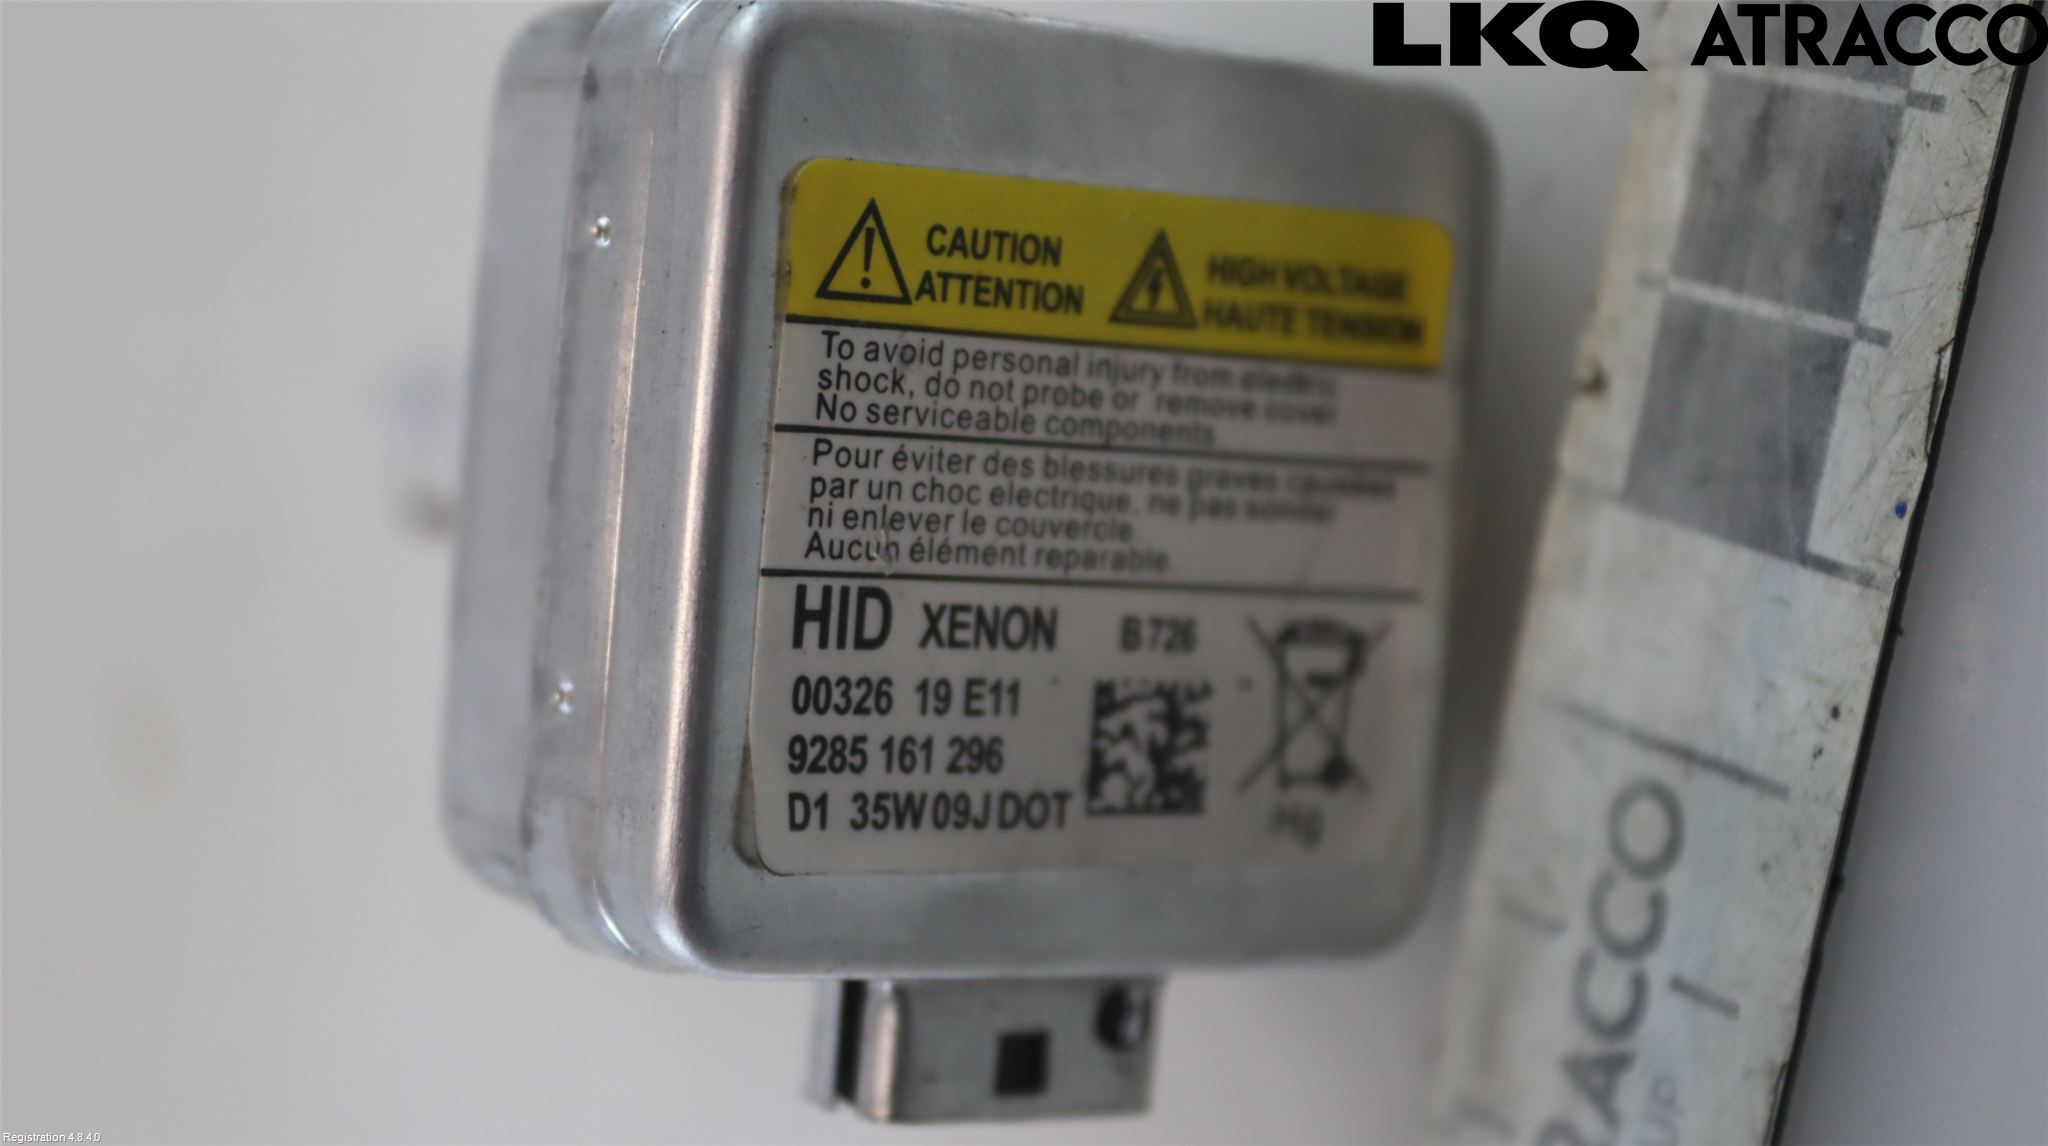 LKQ ATRACCO
CAUTION
ATTENTION
HIGH VOLTAGE
HAUTE TENSION
To avoid personal injury from electric
shock, do not probe or remove cover
No serviceable components
Pour éviter des blessures graves causées
par un choc electrique, ne pas sonder
ni enlever le couvercle
Aucun élément reparable.
HID XENON B726
00326 19 E11
9285 161 296
D1 35W 09J DOT
Hg
RACCO
Registration 4.8.4.0